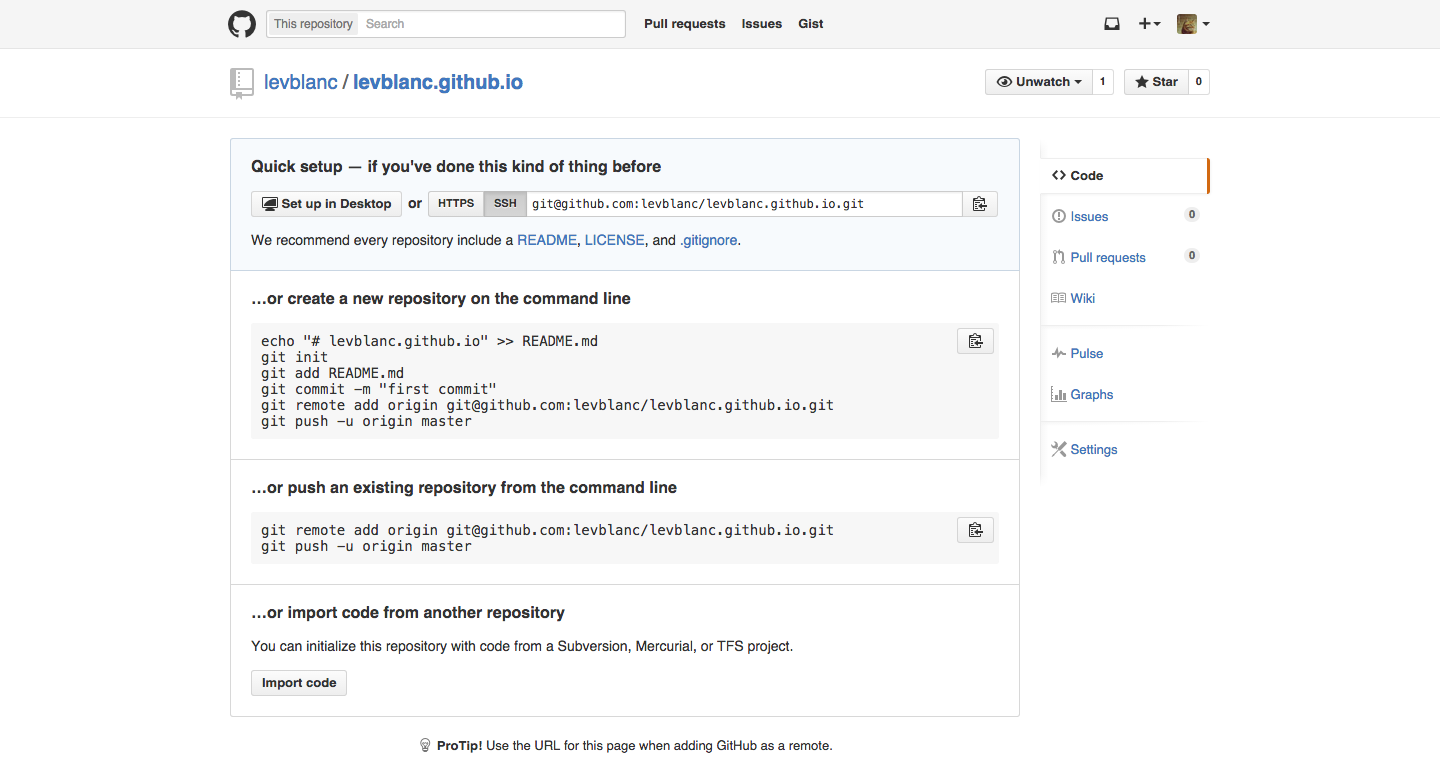 This repository Search Pull requests Issues Gist
levblanc / levblanc.github.io
Unwatch 1 Star 0
Quick setup — if you've done this kind of thing before
Set up in Desktop or HTTPS SSH git@github.com:levblanc/levblanc.github.io.git
We recommend every repository include a README, LICENSE, and .gitignore.
…or create a new repository on the command line
echo "# levblanc.github.io" >> README.md
git init
git add README.md
git commit -m "first commit"
git remote add origin git@github.com:levblanc/levblanc.github.io.git
git push -u origin master
…or push an existing repository from the command line
git remote add origin git@github.com:levblanc/levblanc.github.io.git
git push -u origin master
…or import code from another repository
You can initialize this repository with code from a Subversion, Mercurial, or TFS project.
Import code
ProTip! Use the URL for this page when adding GitHub as a remote.
Code
Issues 0
Pull requests 0
Wiki
Pulse
Graphs
Settings